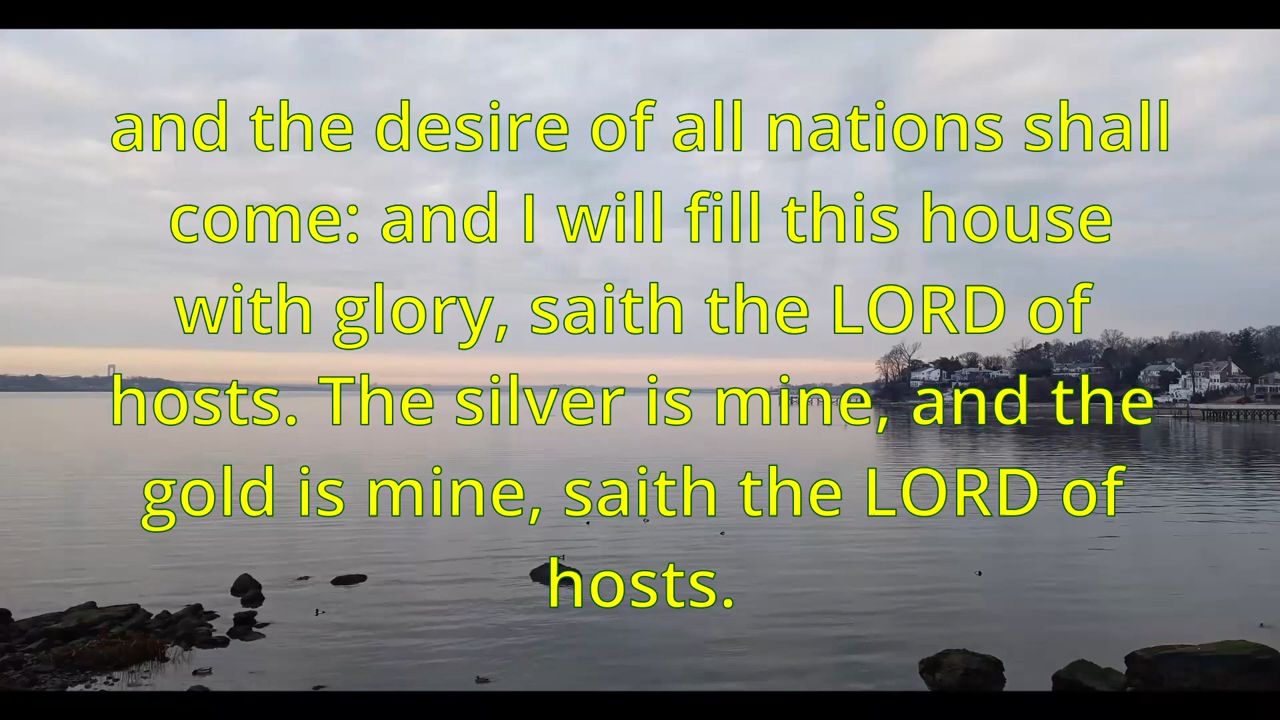 and the desire of all nations shall
come: and I will fill this house
with glory, saith the LORD of
hosts. The silver is mine, and the
gold is mine, saith the LORD of
hosts.